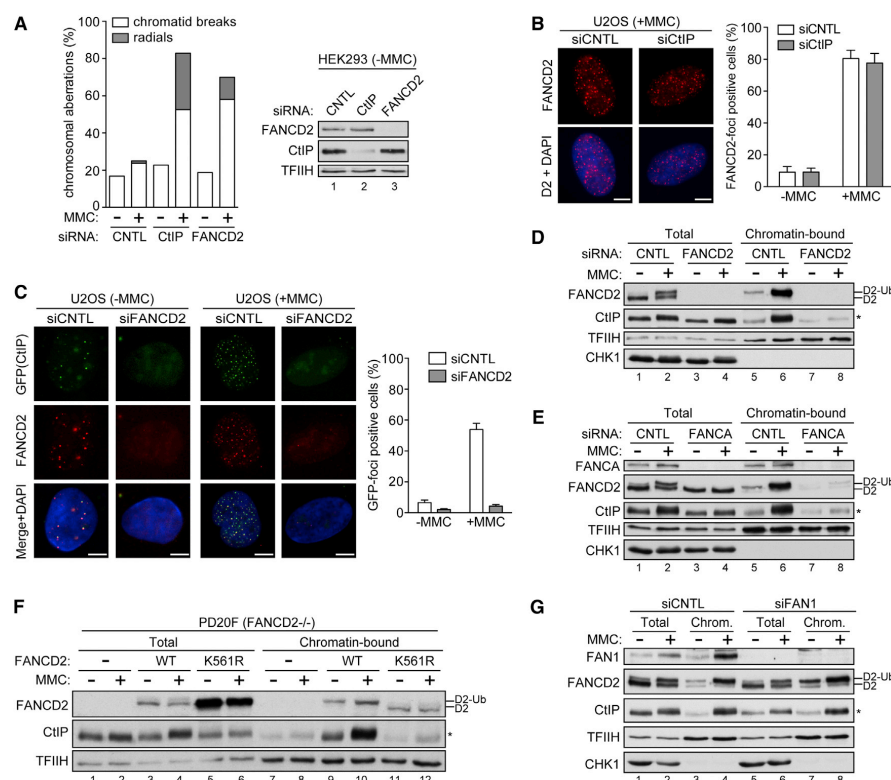 A
chromosomal aberrations (%)
100
80
60
40
20
0
chromatid breaks
radials
MMC: - + - + - +
siRNA: CNTL CtIP FANCD2
HEK293 (-MMC)
siRNA: CNTL CtIP FANCD2
FANCD2
CtIP
TFIIH
1 2 3
B
U2OS (+MMC)
siCNTL siCtIP
FANCD2
D2 + DAPI
FANCD2-foci positive cells (%)
100
80
60
40
20
0
siCNTL
siCtIP
-MMC +MMC
C
U2OS (-MMC) U2OS (+MMC)
siCNTL siFANCD2 siCNTL siFANCD2
GFP(CtIP)
FANCD2
Merge+DAPI
GFP-foci positive cells (%)
100
80
60
40
20
0
siCNTL
siFANCD2
-MMC +MMC
D
Total Chromatin-bound
siRNA: CNTL FANCD2 CNTL FANCD2
MMC: - + - + - + - +
FANCD2 D2-Ub
D2
CtIP *
TFIIH
CHK1
1 2 3 4 5 6 7 8
E
Total Chromatin-bound
siRNA: CNTL FANCA CNTL FANCA
MMC: - + - + - + - +
FANCA
FANCD2 D2-Ub
D2
CtIP *
TFIIH
CHK1
1 2 3 4 5 6 7 8
F
PD20F (FANCD2-/-)
Total Chromatin-bound
FANCD2: - WT K561R - WT K561R
MMC: - + - + - + - + - + - +
FANCD2 D2-Ub
D2
CtIP *
TFIIH
1 2 3 4 5 6 7 8 9 10 11 12
G
siCNTL siFAN1
Total Chrom. Total Chrom.
MMC: - + - + - + - +
FAN1
FANCD2 D2-Ub
D2
CtIP *
TFIIH
CHK1
1 2 3 4 5 6 7 8